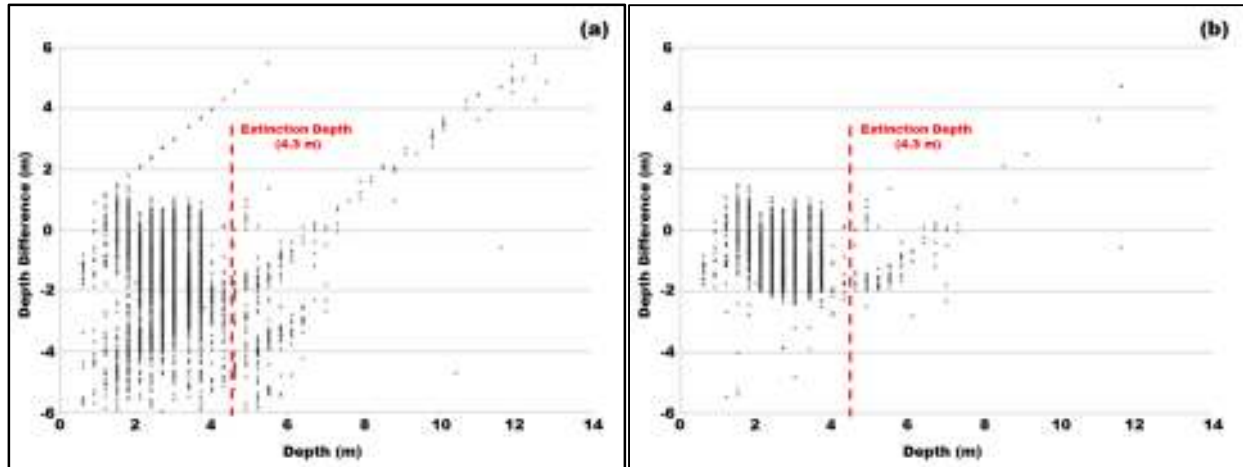 (a)
6
4
2
0
-2
-4
-6
Depth Difference (m)
Extinction Depth
(4.5 m)
0 2 4 6 8 10 12 14
Depth (m)
(b)
6
4
2
0
-2
-4
-6
Depth Difference (m)
Extinction Depth
(4.5 m)
0 2 4 6 8 10 12 14
Depth (m)